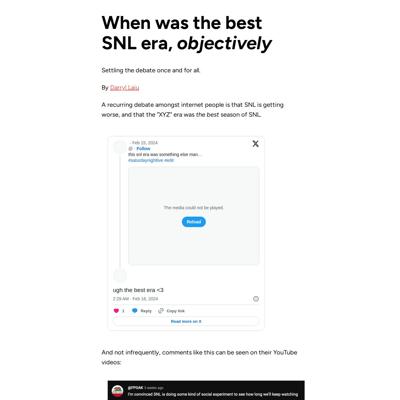 When was the best
SNL era, objectively
Settling the debate once and for all.
By Darryl Laiu
A recurring debate amongst internet people is that SNL is getting
worse, and that the "XYZ" era was the best season of SNL.
· Feb 15, 2024
@ · Follow
this snl era was something else man…
#saturdaynightlive #edit
The media could not be played.
Reload
ugh the best era <3
2:29 AM · Feb 16, 2024
1 Reply Copy link
Read more on X
And not infrequently, comments like this can be seen on their YouTube
videos:
3 weeks ago
I'm convinced SNL is doing some kind of social experiment to see how long we'll keep watching